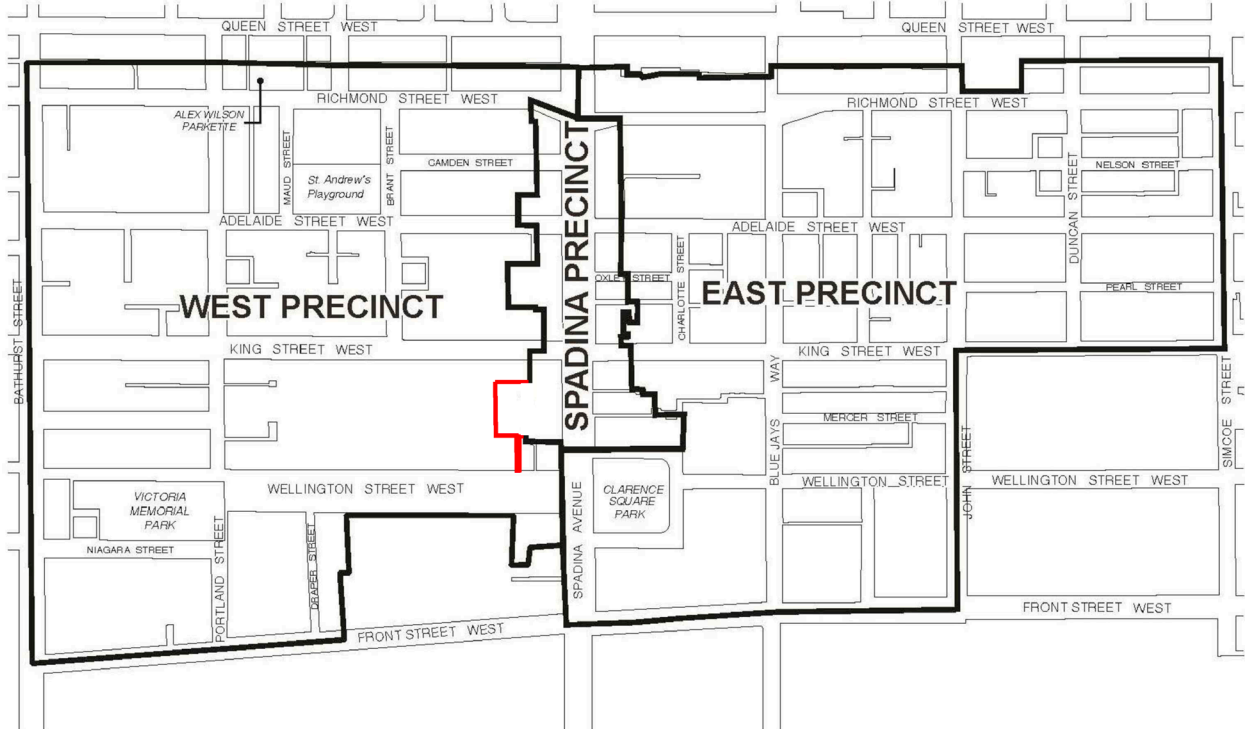 QUEEN STREET WEST
QUEEN STREET WEST
RICHMOND STREET WEST
RICHMOND STREET WEST
ALEX WILSON
PARKETTE
MAUD STREET
BRANT STREET
St. Andrew's
Playground
CAMDEN STREET
NELSON STREET
DUNCAN STREET
ADELAIDE STREET WEST
ADELAIDE STREET WEST
SPADINA PRECINCT
OXLEY STREET
CHARLOTTE STREET
WEST PRECINCT
EAST PRECINCT
PEARL STREET
BATHURST STREET
KING STREET WEST
KING STREET WEST
BLUE JAYS WAY
MERCER STREET
JOHN STREET
SIMCOE STREET
WELLINGTON STREET WEST
WELLINGTON STREET
WELLINGTON STREET WEST
VICTORIA
MEMORIAL
PARK
CLARENCE
SQUARE
PARK
SPADINA AVENUE
NIAGARA STREET
PORTLAND STREET
DRAPER STREET
FRONT STREET WEST
FRONT STREET WEST